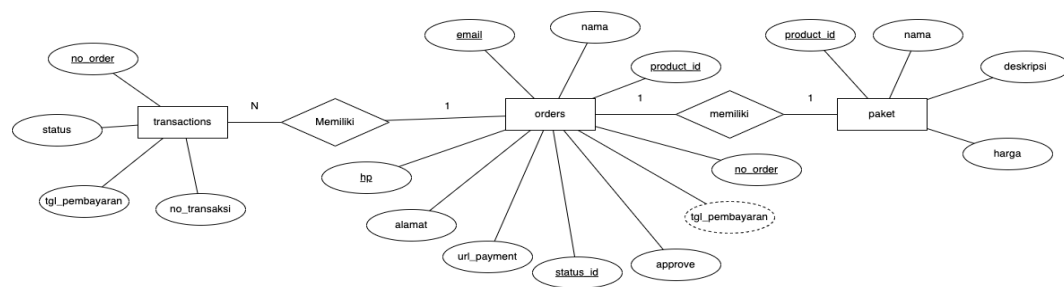 email
nama
product_id
nama
no_order
product_id
deskripsi
N
1
1
1
transactions
Memiliki
orders
memiliki
paket
status
harga
hp
no_order
tgl_pembayaran
no_transaksi
tgl_pembayaran
alamat
url_payment
status_id
approve